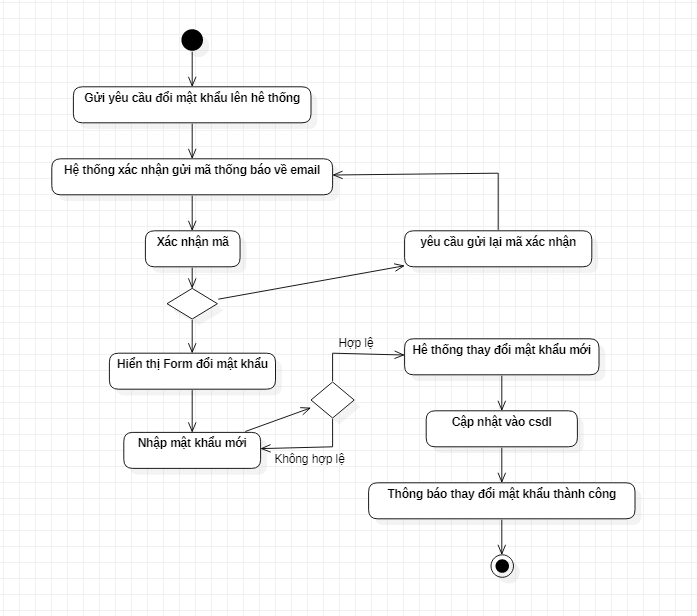 Gửi yêu cầu đổi mật khẩu lên hê thống
Hệ thống xác nhận gửi mã thống báo về email
Xác nhận mã
yêu cầu gửi lại mã xác nhận
Hiển thị Form đổi mật khẩu
Hợp lệ
Hệ thống thay đổi mật khẩu mới
Nhập mật khẩu mới
Không hợp lệ
Cập nhật vào csdl
Thông báo thay đổi mật khẩu thành công